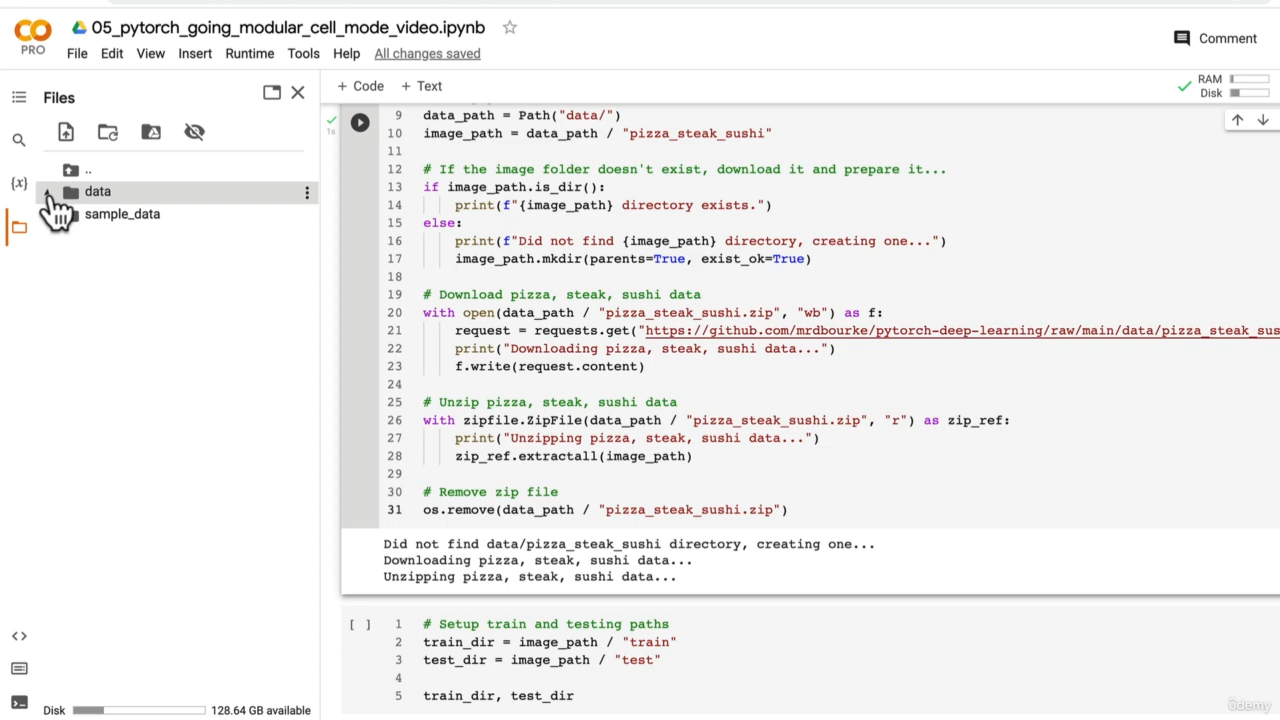 CO
PRO
05_pytorch_going_modular_cell_mode_video.ipynb
File Edit View Insert Runtime Tools Help All changes saved
Comment
Files
+ Code + Text
RAM
Disk
{x}
..
data
sample_data
1s
9 data_path = Path("data/")
10 image_path = data_path / "pizza_steak_sushi"
11
12 # If the image folder doesn't exist, download it and prepare it...
13 if image_path.is_dir():
14 print(f"{image_path} directory exists.")
15 else:
16 print(f"Did not find {image_path} directory, creating one...")
17 image_path.mkdir(parents=True, exist_ok=True)
18
19 # Download pizza, steak, sushi data
20 with open(data_path / "pizza_steak_sushi.zip", "wb") as f:
21 request = requests.get("https://github.com/mrdbourke/pytorch-deep-learning/raw/main/data/pizza_steak_sus
22 print("Downloading pizza, steak, sushi data...")
23 f.write(request.content)
24
25 # Unzip pizza, steak, sushi data
26 with zipfile.ZipFile(data_path / "pizza_steak_sushi.zip", "r") as zip_ref:
27 print("Unzipping pizza, steak, sushi data...")
28 zip_ref.extractall(image_path)
29
30 # Remove zip file
31 os.remove(data_path / "pizza_steak_sushi.zip")
Did not find data/pizza_steak_sushi directory, creating one...
Downloading pizza, steak, sushi data...
Unzipping pizza, steak, sushi data...
[ ] 1 # Setup train and testing paths
2 train_dir = image_path / "train"
3 test_dir = image_path / "test"
4
5 train_dir, test_dir
<>
Disk 128.64 GB available
ûdemy